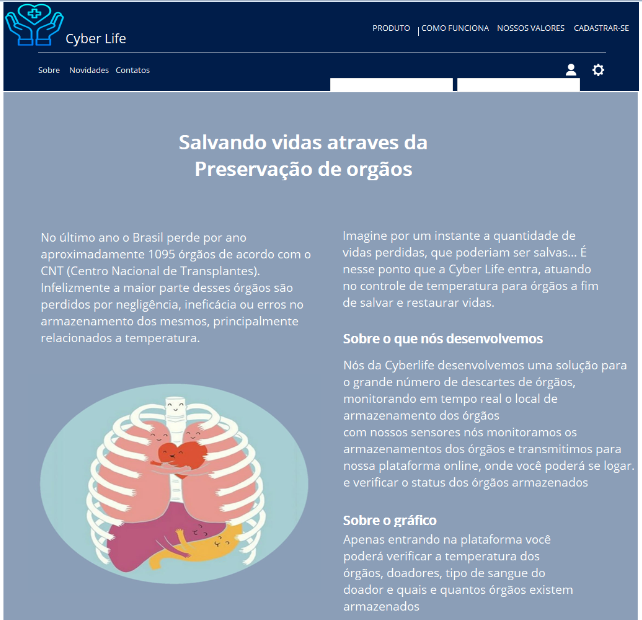 Cyber Life
PRODUTO
COMO FUNCIONA
NOSSOS VALORES
CADASTRAR-SE
Sobre
Novidades
Contatos
Salvando vidas atraves da
Preservação de orgãos
No último ano o Brasil perde por ano
aproximadamente 1095 órgãos de acordo com o
CNT (Centro Nacional de Transplantes).
Infelizmente a maior parte desses órgãos são
perdidos por negligência, ineficácia ou erros no
armazenamento dos mesmos, principalmente
relacionados a temperatura.
Imagine por um instante a quantidade de
vidas perdidas, que poderiam ser salvas... É
nesse ponto que a Cyber Life entra, atuando
no controle de temperatura para órgãos a fim
de salvar e restaurar vidas.
Sobre o que nós desenvolvemos
Nós da Cyberlife desenvolvemos uma solução para
o grande número de descartes de órgãos,
monitorando em tempo real o local de
armazenamento dos órgãos
com nossos sensores nós monitoramos os
armazenamentos dos órgãos e transmitimos para
nossa plataforma online, onde você poderá se logar.
e verificar o status dos órgãos armazenados
Sobre o gráfico
Apenas entrando na plataforma você
poderá verificar a temperatura dos
órgãos, doadores, tipo de sangue do
doador e quais e quantos órgãos existem
armazenados